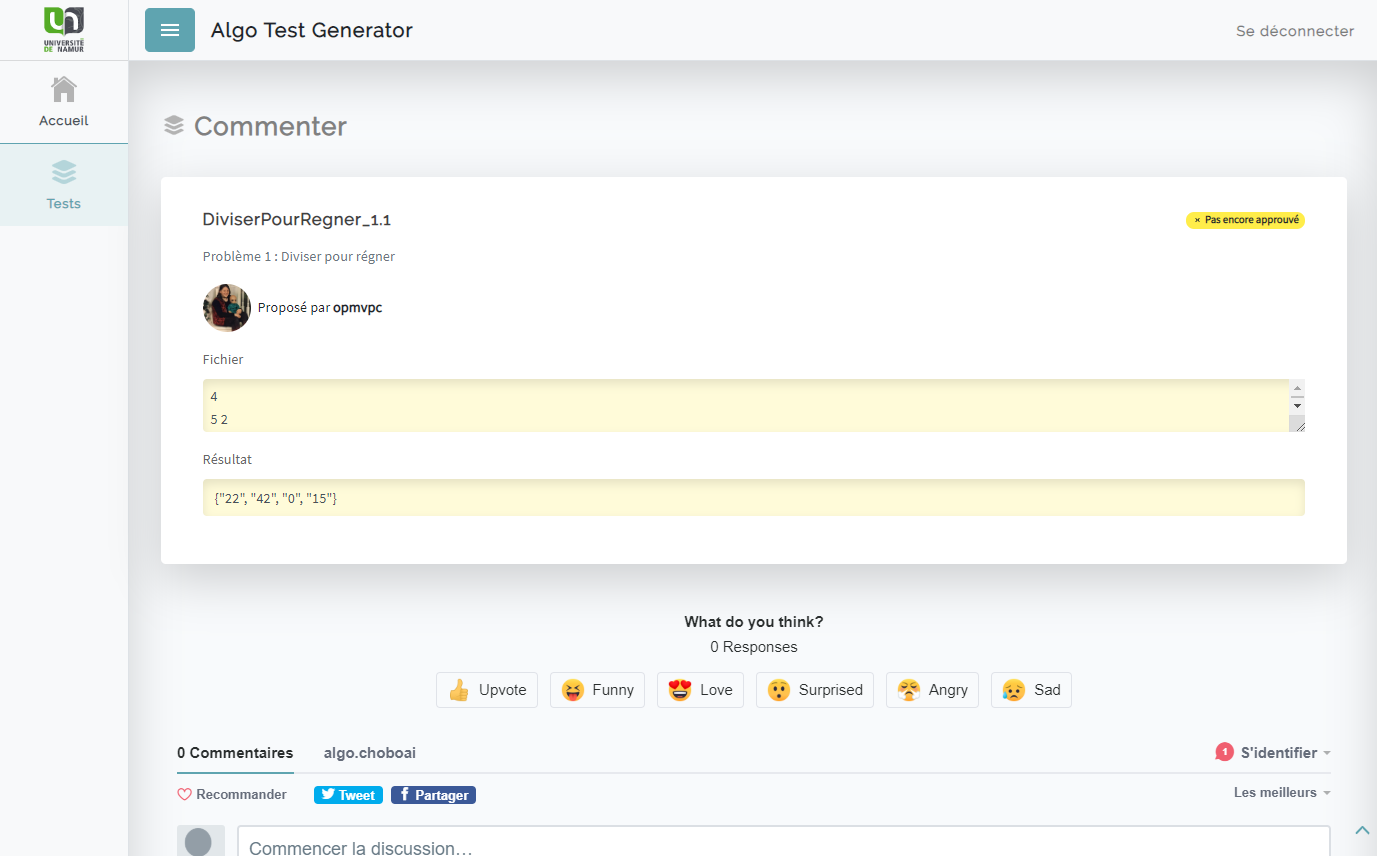 UNIVERSITÉ
DE NAMUR
Algo Test Generator
Se déconnecter
Accueil
Tests
Commenter
DiviserPourRegner_1.1
× Pas encore approuvé
Problème 1 : Diviser pour régner
Proposé par opmvpc
Fichier
4
5 2
Résultat
{"22", "42", "0", "15"}
What do you think?
0 Responses
Upvote
Funny
Love
Surprised
Angry
Sad
0 Commentaires
algo.choboai
1
S'identifier
Recommander
Tweet
Partager
Les meilleurs
Commencer la discussion...